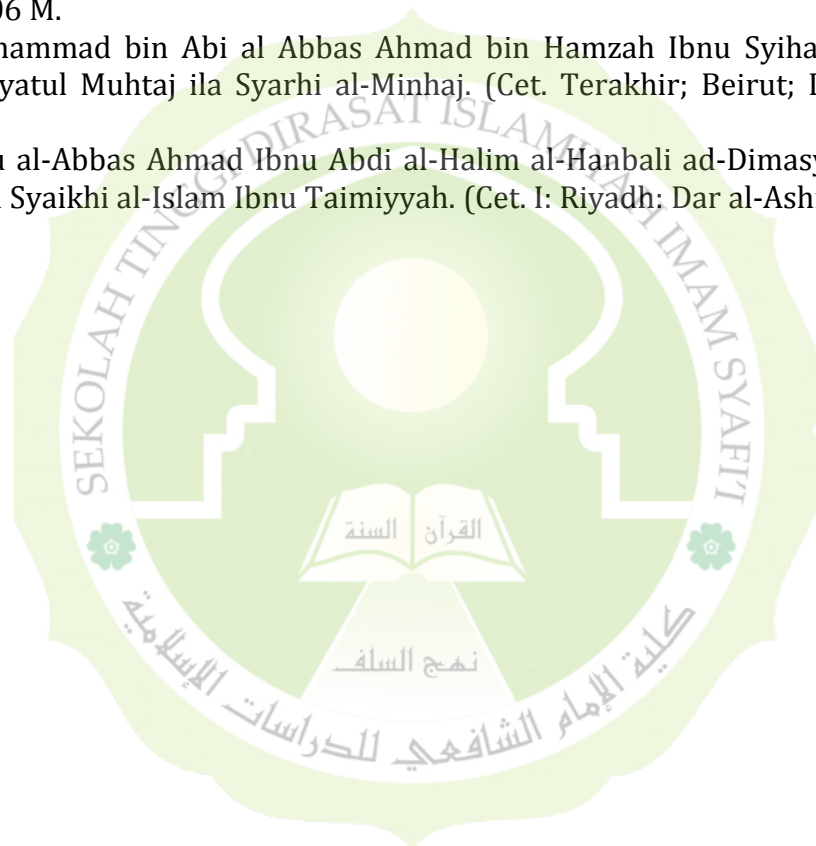 06 M.
hammad bin Abi al Abbas Ahmad bin Hamzah Ibnu Syiha
yatul Muhtaj ila Syarhi al-Minhaj. (Cet. Terakhir; Beirut; D
u al-Abbas Ahmad Ibnu Abdi al-Halim al-Hanbali ad-Dimasy
Syaikhi al-Islam Ibnu Taimiyyah. (Cet. I: Riyadh: Dar al-Ash
SEKOLAH TINGGI DIRASAT ISLAMIYAH IMAM SYAFI'I
القرآن السنة
نهج السلف
كلية الإمام الشافعي للدراسات الإسلامية